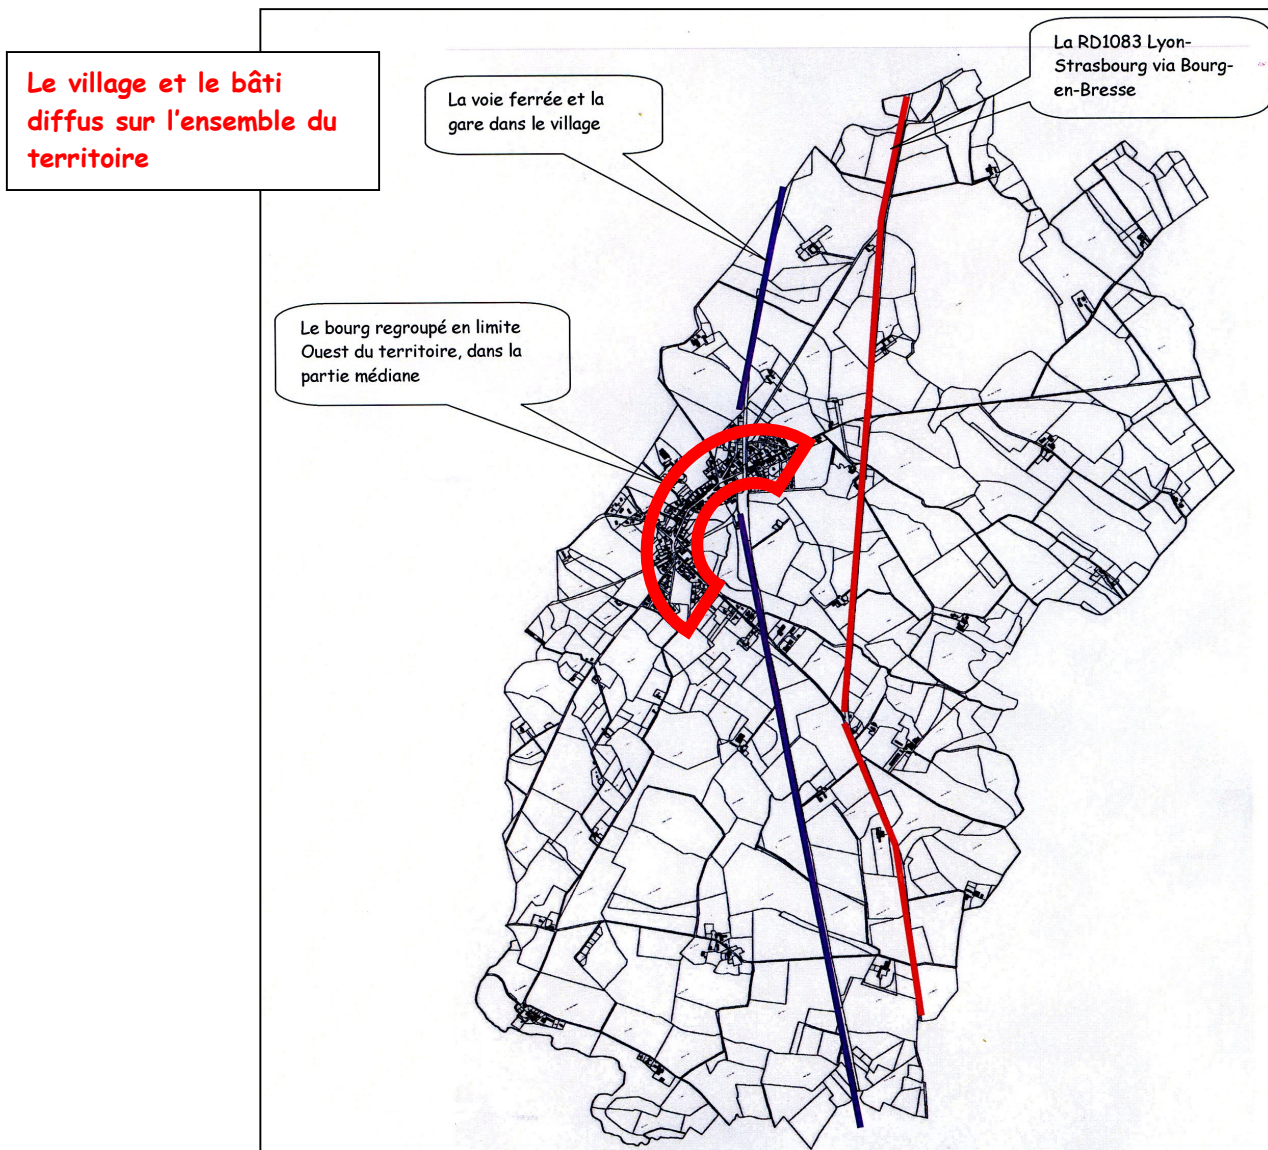 Le village et le bâti
diffus sur l'ensemble du
territoire
La voie ferrée et la
gare dans le village
La RD1083 Lyon-
Strasbourg via Bourg-
en-Bresse
Le bourg regroupé en limite
Ouest du territoire, dans la
partie médiane